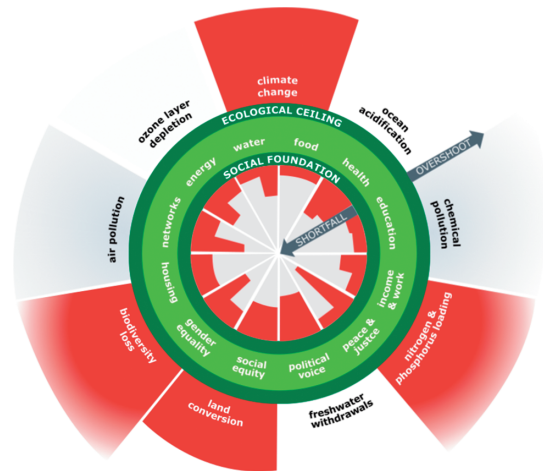 climate
change
ECOLOGICAL CEILING
ozone layer
depletion
ocean
acidification
OVERSHOOT
water
food
energy
health
SOCIAL FOUNDATION
networks
education
SHORTFALL
air pollution
chemical
pollution
housing
income
& work
gender
equality
peace &
justce
social
equity
political
voice
biodiversity
loss
nitrogen &
phosphorus loading
land
conversion
freshwater
withdrawals